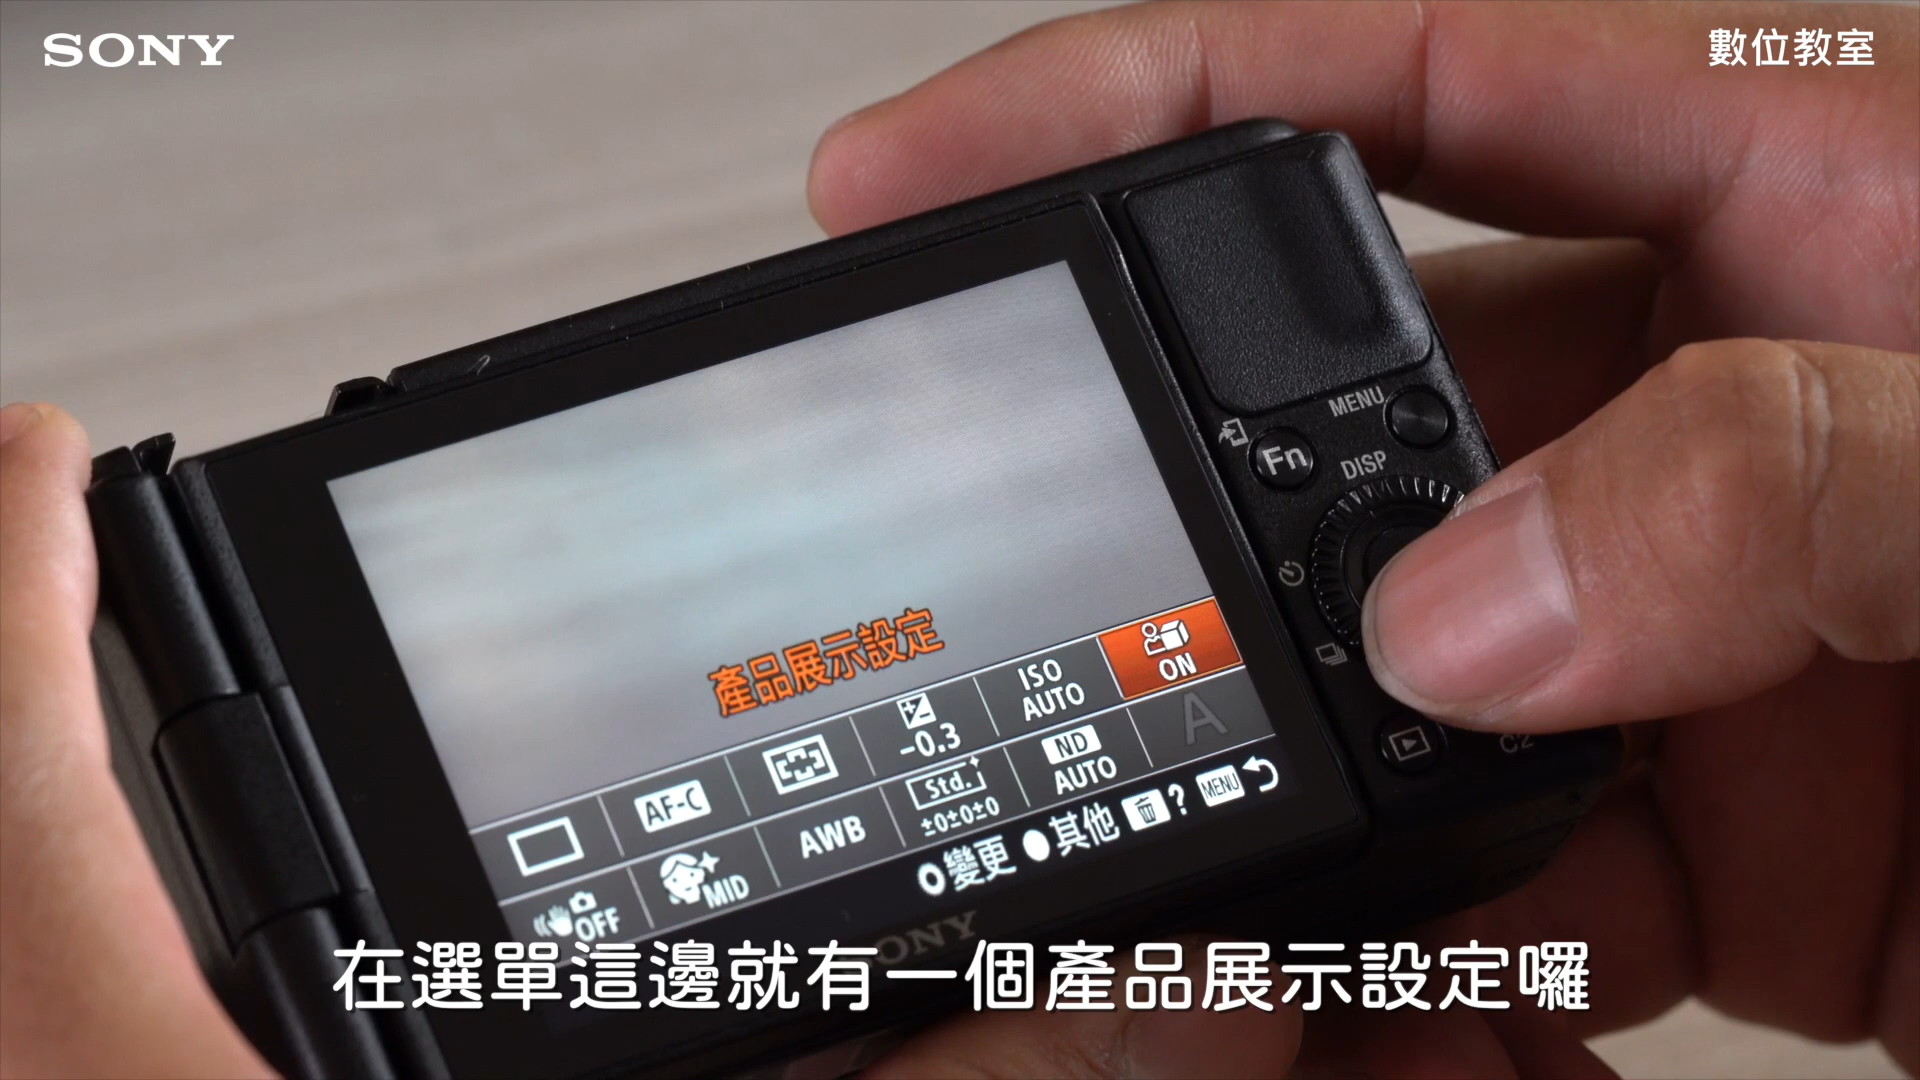 SONY
數位教室
MENU
Fn
DISP
產品展示設定
AF-C
-0.3
ISO
AUTO
ON
OFF
MID
AWB
Std.
±0±0±0
ND
AUTO
A
變更
其他
?
MENU
C2
SONY
在選單這邊就有一個產品展示設定囉